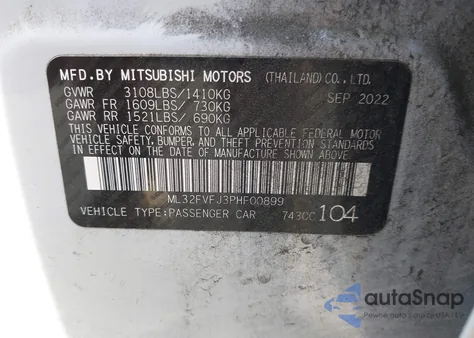 MFD.BY MITSUBISHI MOTORS (THAILAND) CO., LTD.
GVWR 3108LBS/1410KG SEP 2022
GAWR FR 1609LBS/ 730KG
GAWR RR 1521LBS/ 690KG
THIS VEHICLE CONFORMS TO ALL APPLICABLE FEDERAL MOTOR
VEHICLE SAFETY, BUMPER, AND THEFT PREVENTION STANDARDS
IN EFFECT ON THE DATE OF MANUFACTURE SHOWN ABOVE.
ML32FVFJ3PHF00899
VEHICLE TYPE:PASSENGER CAR 743CC 104
autoSnap